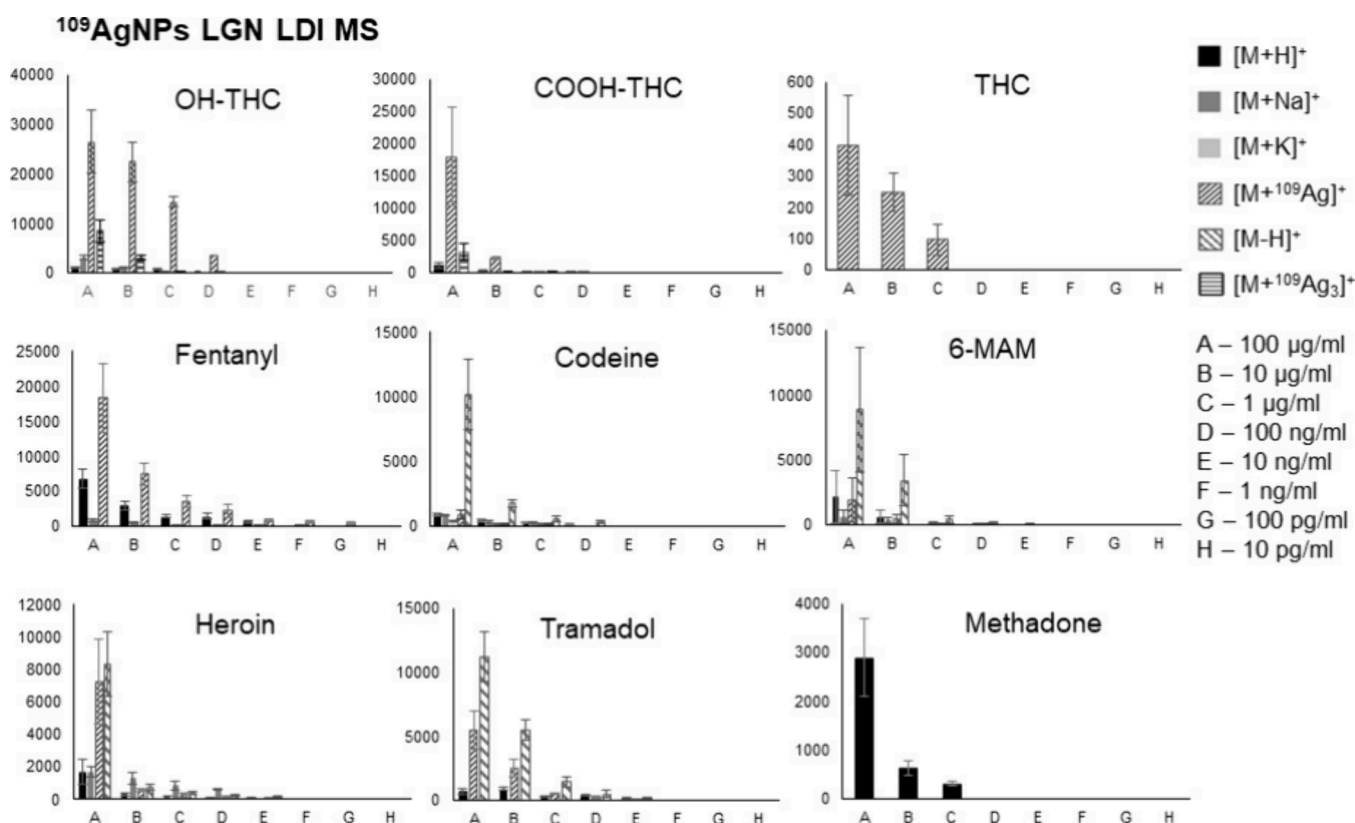 ¹⁰⁹AgNPs LGN LDI MS
OH-THC
40000
30000
20000
10000
0
A B C D E F G H
COOH-THC
30000
25000
20000
15000
10000
5000
0
A B C D E F G H
THC
600
500
400
300
200
100
0
A B C D E F G H
[M+H]⁺
[M+Na]⁺
[M+K]⁺
[M+¹⁰⁹Ag]⁺
[M-H]⁺
[M+¹⁰⁹Ag₃]⁺
Fentanyl
25000
20000
15000
10000
5000
0
A B C D E F G H
Codeine
15000
10000
5000
0
A B C D E F G H
6-MAM
15000
10000
5000
0
A B C D E F G H
A – 100 µg/ml
B – 10 µg/ml
C – 1 µg/ml
D – 100 ng/ml
E – 10 ng/ml
F – 1 ng/ml
G – 100 pg/ml
H – 10 pg/ml
Heroin
12000
10000
8000
6000
4000
2000
0
A B C D E F G H
Tramadol
15000
10000
5000
0
A B C D E F G H
Methadone
4000
3000
2000
1000
0
A B C D E F G H